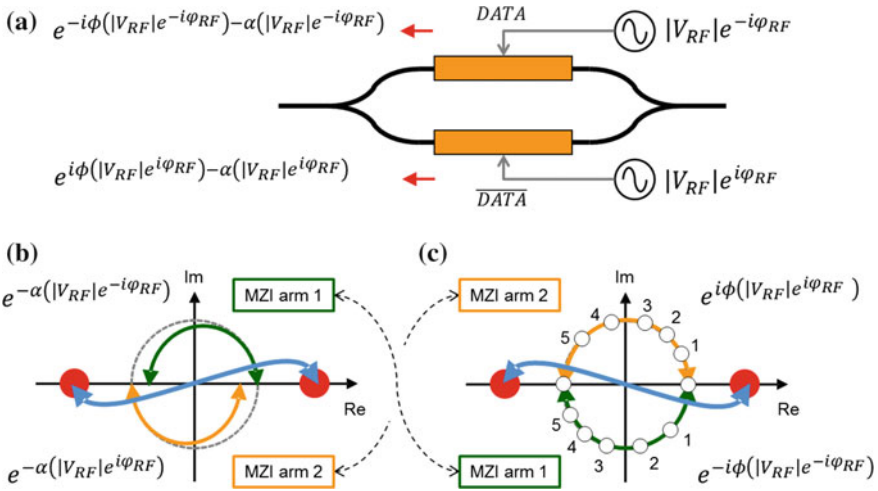 (a)
e^{-iϕ(|V_{RF}|e^{-iφ_{RF}})-α(|V_{RF}|e^{-iφ_{RF}})}
DATA
|V_{RF}|e^{-iφ_{RF}}
e^{iϕ(|V_{RF}|e^{iφ_{RF}})-α(|V_{RF}|e^{iφ_{RF}})}
\overline{DATA}
|V_{RF}|e^{iφ_{RF}}
(b)
Im
e^{-α(|V_{RF}|e^{-iφ_{RF}})}
MZI arm 1
Re
e^{-α(|V_{RF}|e^{iφ_{RF}})}
MZI arm 2
(c)
Im
MZI arm 2
e^{iϕ(|V_{RF}|e^{iφ_{RF}})}
5 4 3 2 1
Re
5 4 3 2 1
MZI arm 1
e^{-iϕ(|V_{RF}|e^{-iφ_{RF}})}